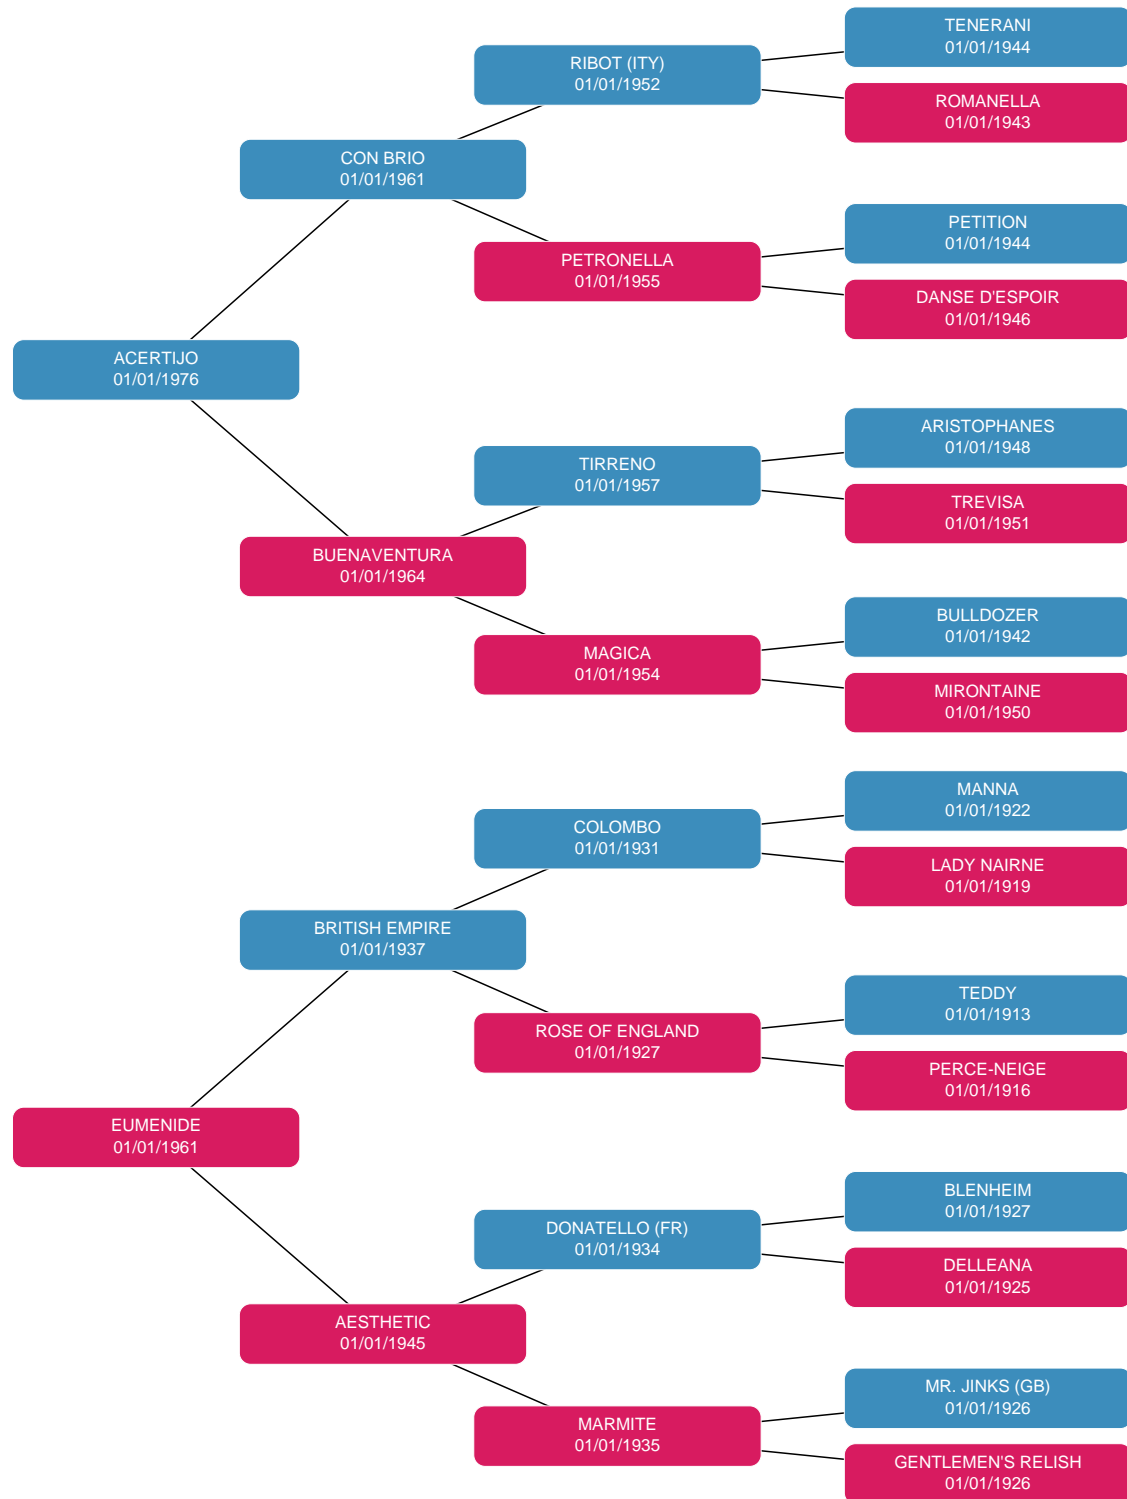 TENERANI
01/01/1944
RIBOT (ITY)
01/01/1952
ROMANELLA
01/01/1943
CON BRIO
01/01/1961
PETITION
01/01/1944
PETRONELLA
01/01/1955
DANSE D'ESPOIR
01/01/1946
ACERTIJO
01/01/1976
ARISTOPHANES
01/01/1948
TIRRENO
01/01/1957
TREVISA
01/01/1951
BUENAVENTURA
01/01/1964
BULLDOZER
01/01/1942
MAGICA
01/01/1954
MIRONTAINE
01/01/1950
MANNA
01/01/1922
COLOMBO
01/01/1931
LADY NAIRNE
01/01/1919
BRITISH EMPIRE
01/01/1937
TEDDY
01/01/1913
ROSE OF ENGLAND
01/01/1927
PERCE-NEIGE
01/01/1916
EUMENIDE
01/01/1961
BLENHEIM
01/01/1927
DONATELLO (FR)
01/01/1934
DELLEANA
01/01/1925
AESTHETIC
01/01/1945
MR. JINKS (GB)
01/01/1926
MARMITE
01/01/1935
GENTLEMEN'S RELISH
01/01/1926